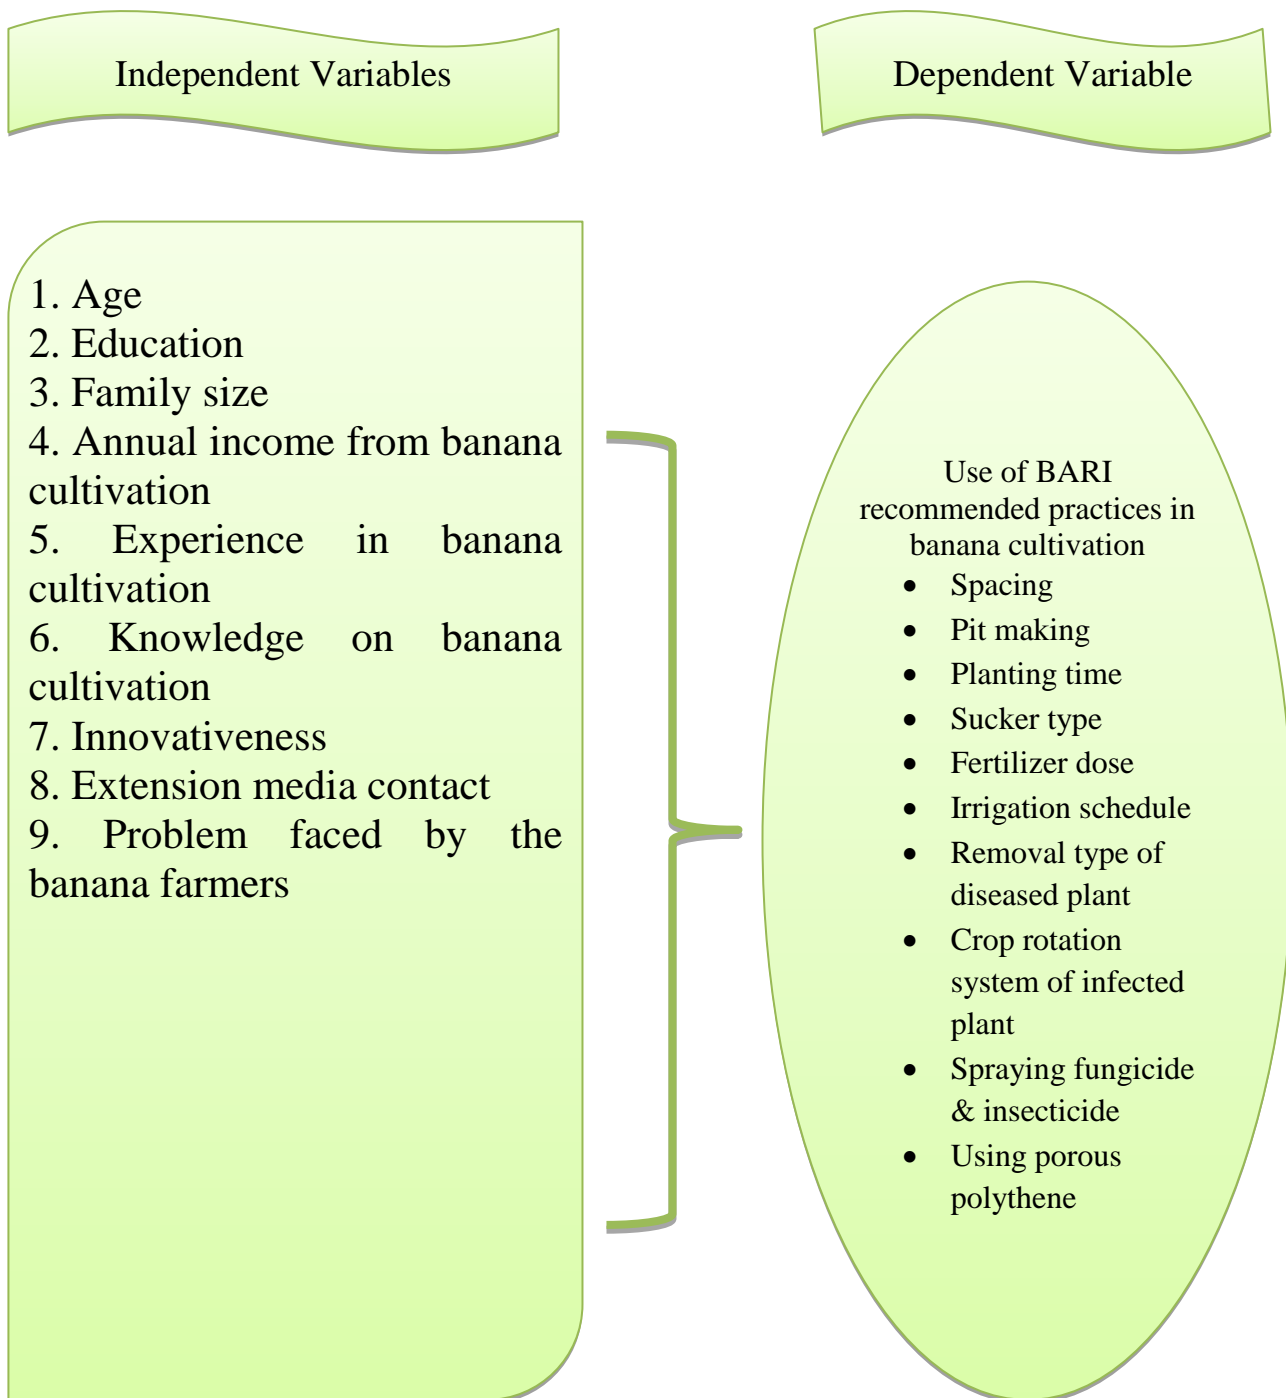 Independent Variables
Dependent Variable
1. Age
2. Education
3. Family size
4. Annual income from banana
cultivation
5. Experience in banana
cultivation
6. Knowledge on banana
cultivation
7. Innovativeness
8. Extension media contact
9. Problem faced by the
banana farmers
Use of BARI
recommended practices in
banana cultivation
• Spacing
• Pit making
• Planting time
• Sucker type
• Fertilizer dose
• Irrigation schedule
• Removal type of
diseased plant
• Crop rotation
system of infected
plant
• Spraying fungicide
& insecticide
• Using porous
polythene